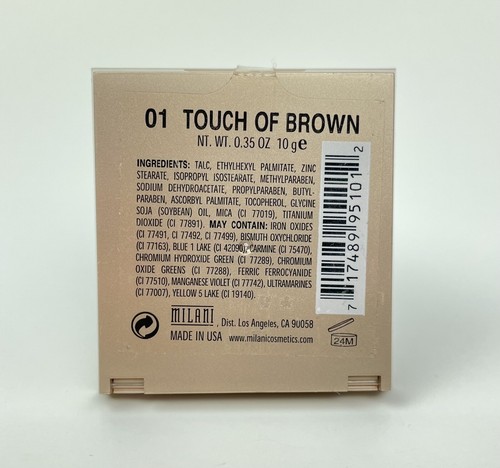 01 TOUCH OF BROWN
NT. WT. 0.35 OZ 10 g e
INGREDIENTS: TALC, ETHYLHEXYL PALMITATE, ZINC
STEARATE, ISOPROPYL ISOSTEARATE, METHYLPARABEN,
SODIUM DEHYDROACETATE, PROPYLPARABEN, BUTYL-
PARABEN, ASCORBYL PALMITATE, TOCOPHEROL, GLYCINE
SOJA (SOYBEAN) OIL, MICA (CI 77019), TITANIUM
DIOXIDE (CI 77891). MAY CONTAIN: IRON OXIDES
(CI 77491, CI 77492, CI 77499), BISMUTH OXYCHLORIDE
(CI 77163), BLUE 1 LAKE (CI 42090), CARMINE (CI 75470),
CHROMIUM HYDROXIDE GREEN (CI 77289), CHROMIUM
OXIDE GREENS (CI 77288), FERRIC FERROCYANIDE
(CI 77510), MANGANESE VIOLET (CI 77742), ULTRAMARINES
(CI 77007), YELLOW 5 LAKE (CI 19140).
7 17489 95101 2
MILANI, Dist. Los Angeles, CA 90058
MADE IN USA www.milanicosmetics.com
24M